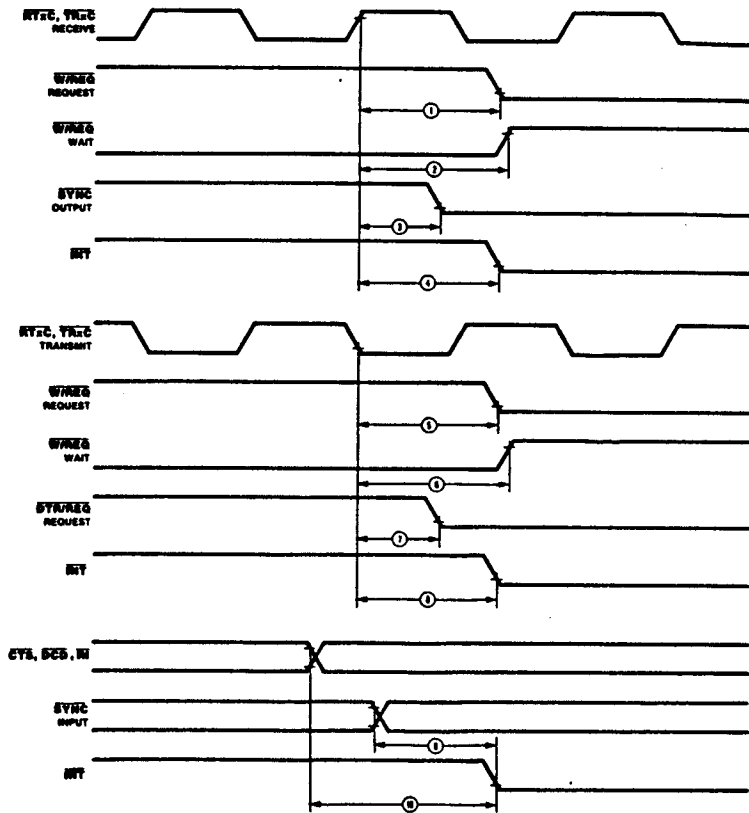 RTxC, TRxC
RECEIVE
W/REQ
REQUEST
1
W/REQ
WAIT
2
SYNC
OUTPUT
3
INT
4
RTxC, TRxC
TRANSMIT
W/REQ
REQUEST
5
W/REQ
WAIT
6
DTR/REQ
REQUEST
7
INT
8
CTS, DCD, RI
SYNC
INPUT
9
INT
10